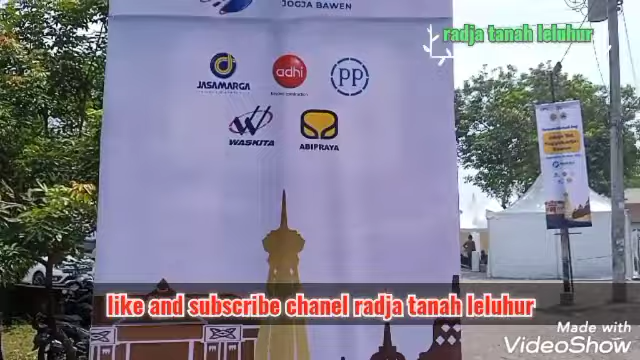 JOGJA BAWEN
radja tanah leluhur
JASAMARGA
adhi
PP
WASKITA
ABIPRAYA
like and subscribe chanel radja tanah leluhur
Made with
VideoShow